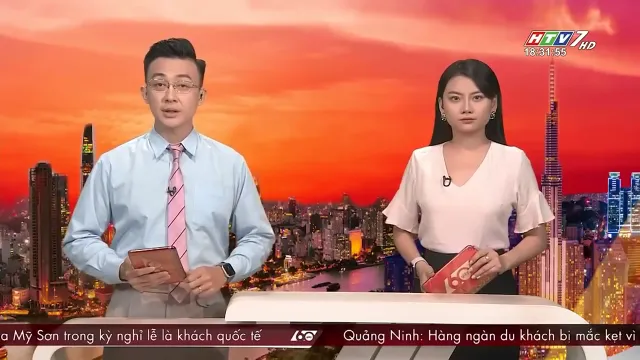 HTV7 HD
18:31:55
a Mỹ Sơn trong kỳ nghỉ lễ là khách quốc tế
Quảng Ninh: Hàng ngàn du khách bị mắc kẹt vì